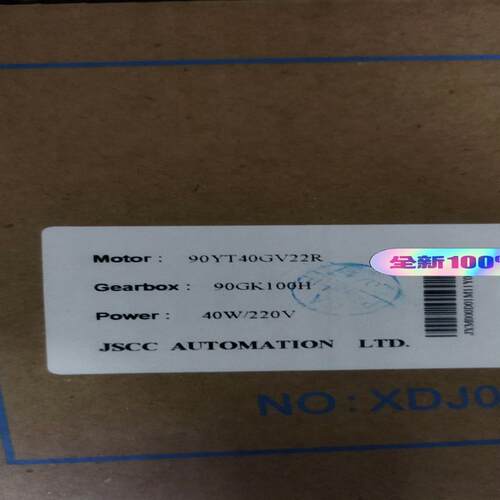 Motor : 90YT40GV22R
全新100%
Gearbox : 90GK100H
Power : 40W/220V
JSCC AUTOMATION LTD.
NO:XDJ0